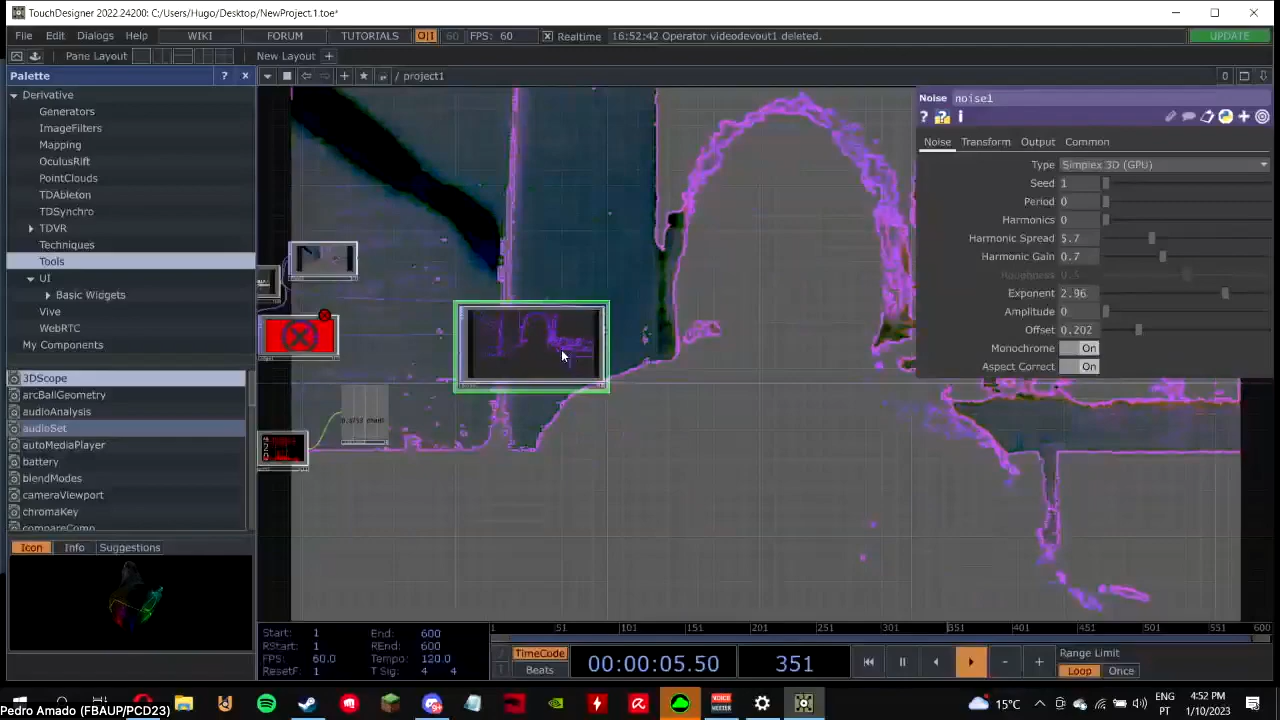 TouchDesigner 2022.24200: C:/Users/Hugo/Desktop/NewProject.1.toe*
File Edit Dialogs Help WIKI FORUM TUTORIALS O|I 60 FPS: 60 Realtime 16:52:42 Operator videodevout1 deleted. UPDATE
Pane Layout New Layout +
Palette ? x / project1
Derivative
Generators
ImageFilters
Mapping
OculusRift
PointClouds
TDAbleton
TDSynchro
TDVR
Techniques
Tools
UI
Basic Widgets
Vive
WebRTC
My Components
3DScope
arcBallGeometry
audioAnalysis
audioSet
autoMediaPlayer
battery
blendModes
cameraViewport
chromaKey
compareComp
Icon Info Suggestions
Noise noise1
Noise Transform Output Common
Type Simplex 3D (GPU)
Seed 1
Period 0
Harmonics 0
Harmonic Spread 5.7
Harmonic Gain 0.7
Roughness 0.5
Exponent 2.96
Amplitude 0
Offset 0.202
Monochrome On
Aspect Correct On
Start: 1 End: 600
RStart: 1 REnd: 600
FPS: 60.0 Tempo: 120.0
ResetF: 1 T Sig: 4 4
1 51 101 151 201 251 301 351 401 451 501 551 600
TimeCode
Beats
00:00:05.50 351
Range Limit
Loop Once
Pedro Amado (FBAUP/PCD23)
15°C
ENG
PT
4:52 PM
1/10/2023